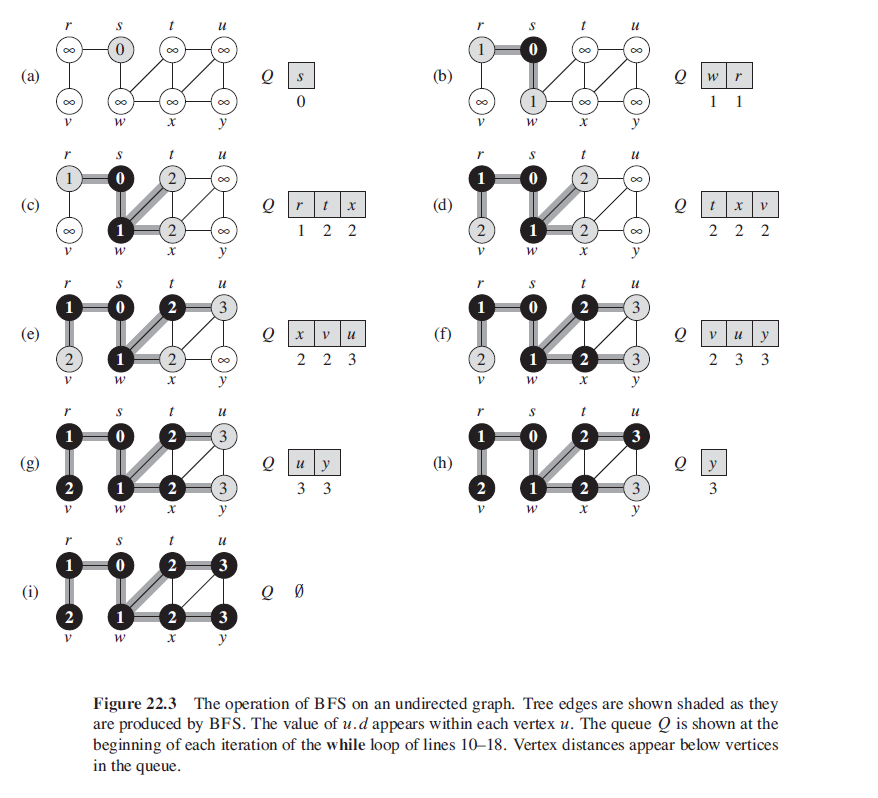 r s t u
∞ 0 ∞ ∞
(a) Q s
0
∞ ∞ ∞ ∞
v w x y
r s t u
1 0 ∞ ∞
(b) Q w r
1 1
∞ 1 ∞ ∞
v w x y
r s t u
1 0 2 ∞
(c) Q r t x
1 2 2
∞ 1 2 ∞
v w x y
r s t u
1 0 2 ∞
(d) Q t x v
2 2 2
2 1 2 ∞
v w x y
r s t u
1 0 2 3
(e) Q x v u
2 2 3
2 1 2 ∞
v w x y
r s t u
1 0 2 3
(f) Q v u y
2 3 3
2 1 2 3
v w x y
r s t u
1 0 2 3
(g) Q u y
3 3
2 1 2 3
v w x y
r s t u
1 0 2 3
(h) Q y
3
2 1 2 3
v w x y
r s t u
1 0 2 3
(i) Q Ø
2 1 2 3
v w x y
Figure 22.3 The operation of BFS on an undirected graph. Tree edges are shown shaded as they
are produced by BFS. The value of u.d appears within each vertex u. The queue Q is shown at the
beginning of each iteration of the while loop of lines 10–18. Vertex distances appear below vertices
in the queue.